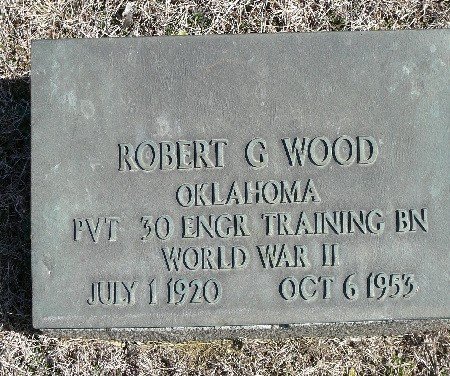 ROBERT G WOOD
OKLAHOMA
PVT 30 ENGR TRAINING BN
WORLD WAR II
JULY 1 1920 OCT 6 1953